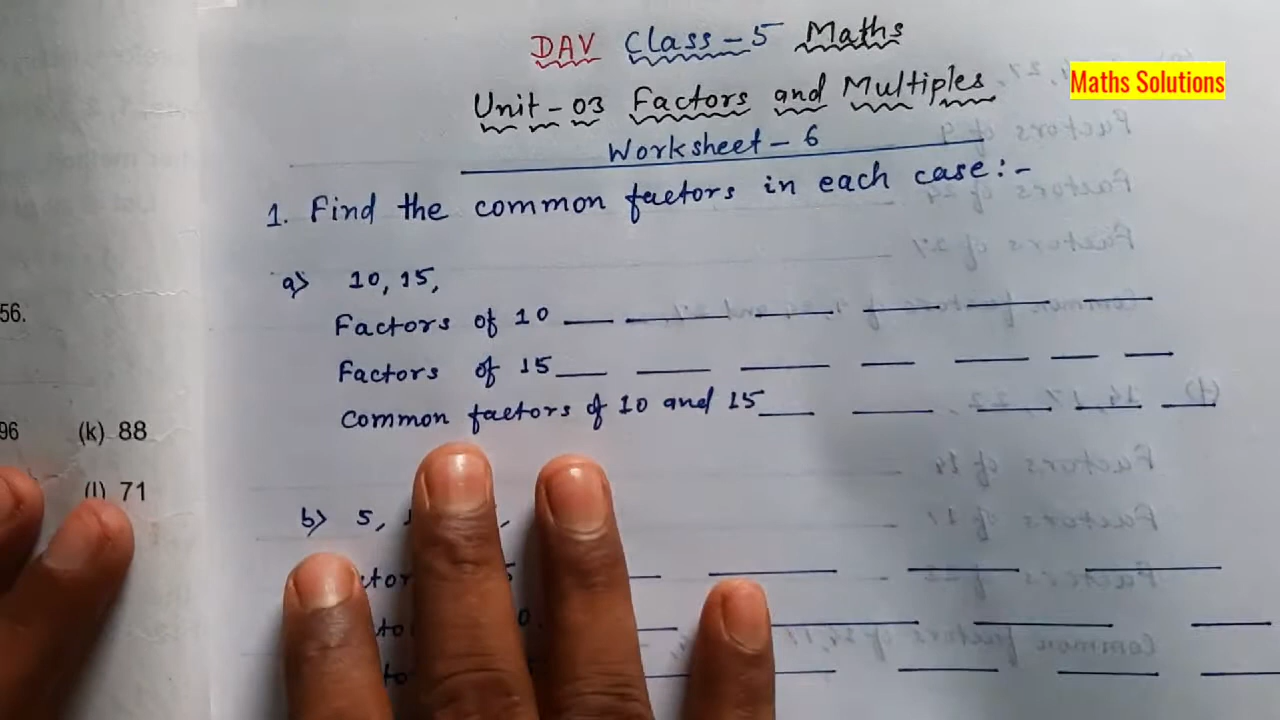 DAV Class-5 Maths
Maths Solutions
Unit-03 Factors and Multiples
Worksheet-6
1. Find the common factors in each case:-
a) 10, 15,
Factors of 10
Factors of 15
Common factors of 10 and 15
b) 5,
56.
96 (k) 88
(l) 71